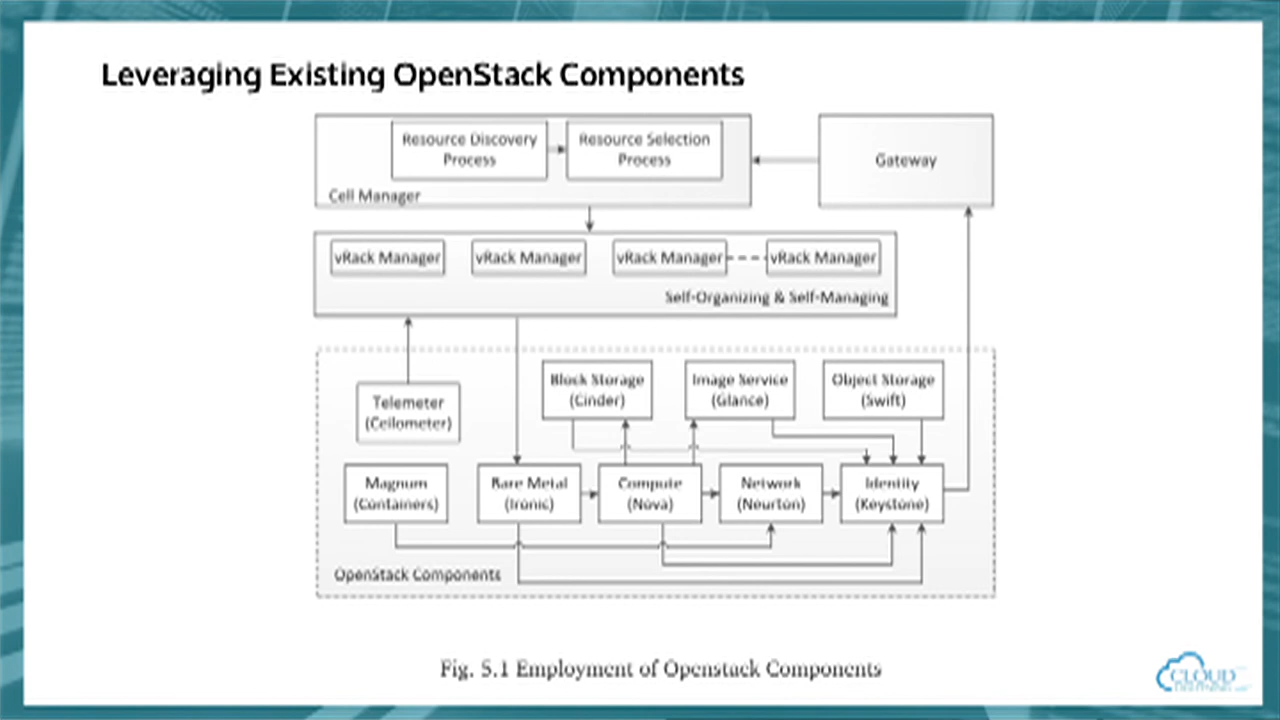 Leveraging Existing OpenStack Components
Resource Discovery
Process
Resource Selection
Process
Cell Manager
Gateway
vRack Manager
vRack Manager
vRack Manager
vRack Manager
Self-Organizing & Self-Managing
Block Storage
(Cinder)
Image Service
(Glance)
Object Storage
(Swift)
Telemeter
(Ceilometer)
Magnum
(Containers)
Bare Metal
(Ironic)
Compute
(Nova)
Network
(Neurton)
Identity
(Keystone)
OpenStack Components
Fig. 5.1 Employment of Openstack Components
CLOUD